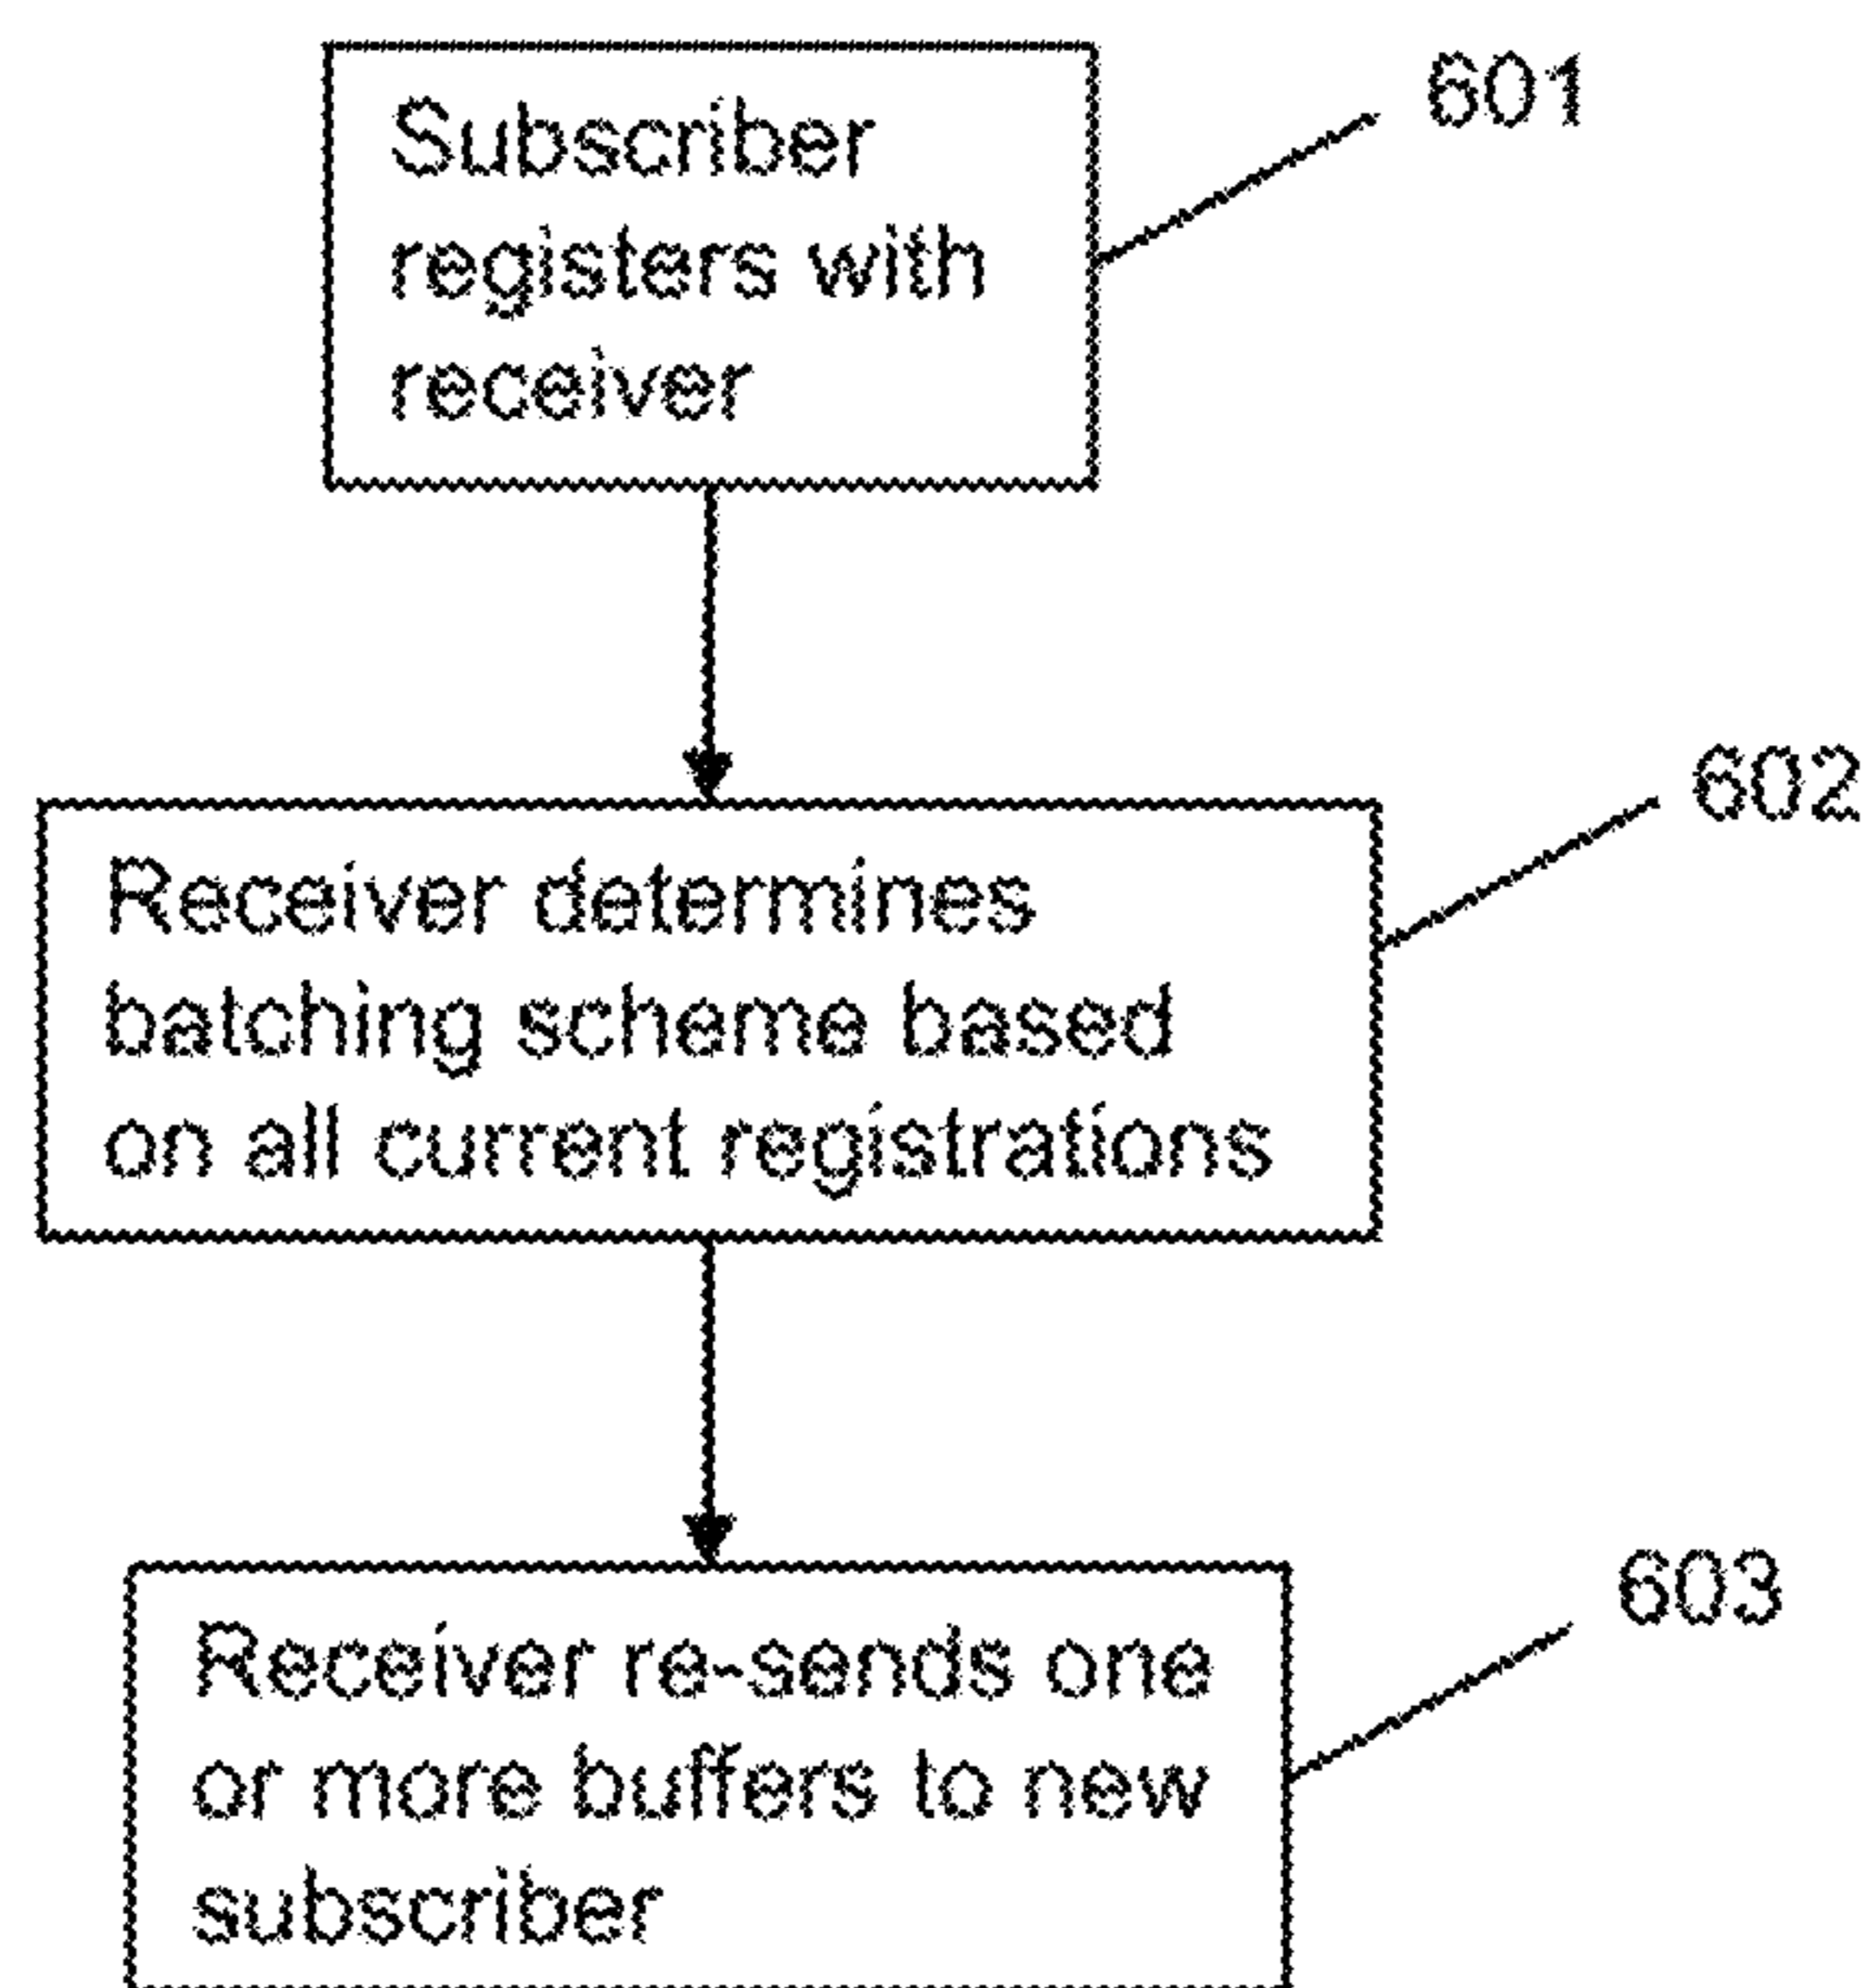 Subscriber
registers with
receiver
601
Receiver determines
batching scheme based
on all current registrations
602
Receiver re-sends one
or more buffers to new
subscriber
603